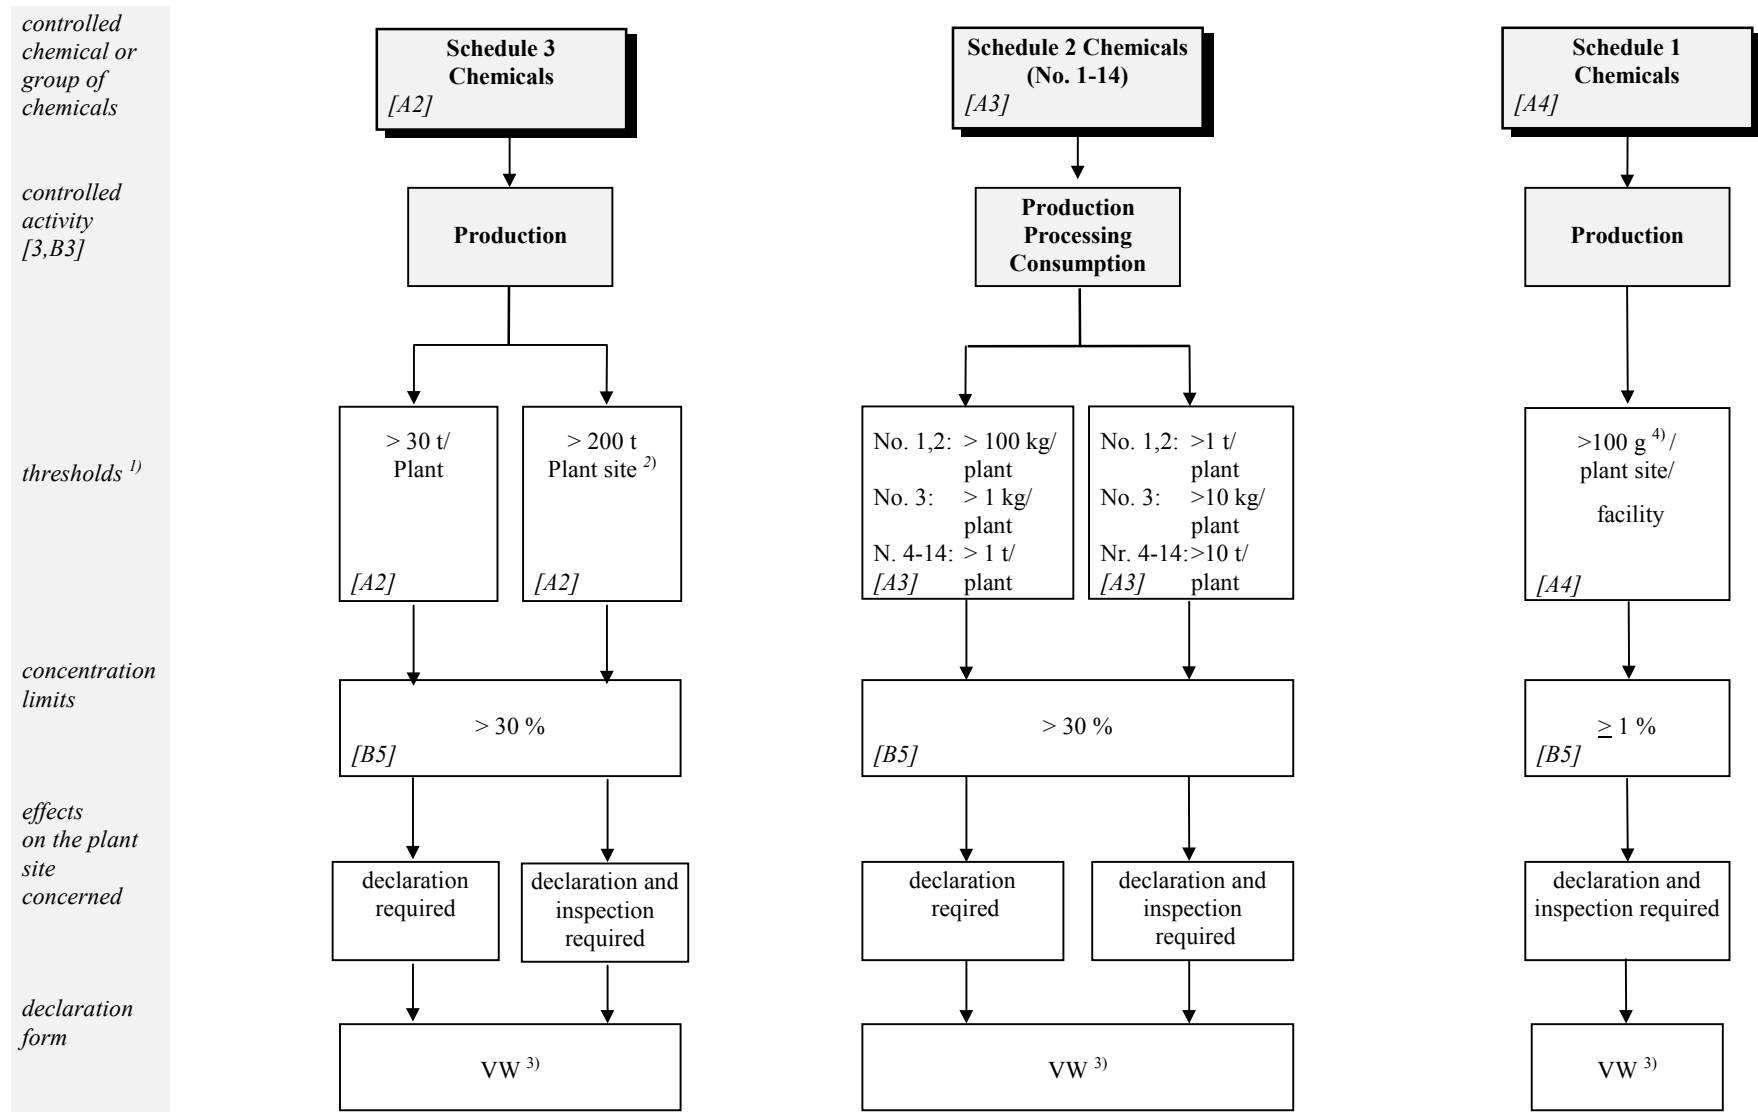 controlled
chemical or
group of
chemicals
Schedule 3
Chemicals
[A2]
Schedule 2 Chemicals
(No. 1-14)
[A3]
Schedule 1
Chemicals
[A4]
controlled
activity
[3,B3]
Production
Production
Processing
Consumption
Production
thresholds 1)
> 30 t/
Plant
[A2]
> 200 t
Plant site 2)
[A2]
No. 1,2: > 100 kg/
plant
No. 3: > 1 kg/
plant
N. 4-14: > 1 t/
[A3] plant
No. 1,2: >1 t/
plant
No. 3: >10 kg/
plant
Nr. 4-14:>10 t/
[A3] plant
>100 g 4) /
plant site/
facility
[A4]
concentration
limits
> 30 %
[B5]
> 30 %
[B5]
≥ 1 %
[B5]
effects
on the plant
site
concerned
declaration
required
declaration and
inspection
required
declaration
reqired
declaration and
inspection
required
declaration and
inspection required
declaration
form
VW 3)
VW 3)
VW 3)